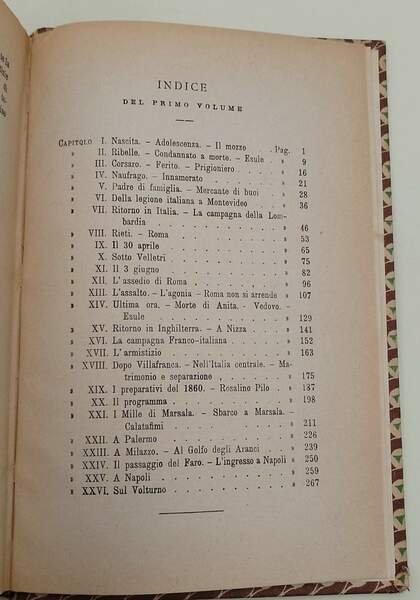 INDICE
DEL PRIMO VOLUME
CAPITOLO I. Nascita. - Adolescenza. - Il mozzo . Pag. 1
» II. Ribelle. - Condannato a morte. - Esule » 9
» III. Corsaro. - Ferito. - Prigioniero . . . . » 16
» IV. Naufrago. - Innamorato . . . . . . » 21
» V. Padre di famiglia. - Mercante di buoi . » 28
» VI. Della legione italiana a Montevideo . » 36
» VII. Ritorno in Italia. - La campagna della Lom-
bardia . . . . . . . . . » 46
» VIII. Rieti. - Roma . . . . . . . . » 53
» IX. Il 30 aprile . . . . . . . . . » 65
» X. Sotto Velletri . . . . . . . . » 75
» XI. Il 3 giugno . . . . . . . . . » 82
» XII. L'assedio di Roma . . . . . . . » 96
» XIII. L'assalto. - L'agonia - Roma non si arrende » 107
» XIV. Ultima ora. - Morte di Anita. - Vedovo. -
Esule . . . . . . . . . » 129
» XV. Ritorno in Inghilterra. - A Nizza . . » 141
» XVI. La campagna Franco-italiana . . . . » 152
» XVII. L'armistizio . . . . . . . . » 163
» XVIII. Dopo Villafranca. - Nell'Italia centrale. - Ma-
trimonio e separazione . . . . . » 175
» XIX. I preparativi del 1860. - Rosalino Pilo . » 187
» XX. Il programma . . . . . . . . » 198
» XXI. I Mille di Marsala. - Sbarco a Marsala. -
Calatafimi . . . . . . . . » 211
» XXII. A Palermo . . . . . . . . . » 226
» XXIII. A Milazzo. - Al Golfo degli Aranci . . » 239
» XXIV. Il passaggio del Faro. - L'ingresso a Napoli » 250
» XXV. A Napoli . . . . . . . . . » 259
» XXVI. Sul Volturno . . . . . . . . » 267